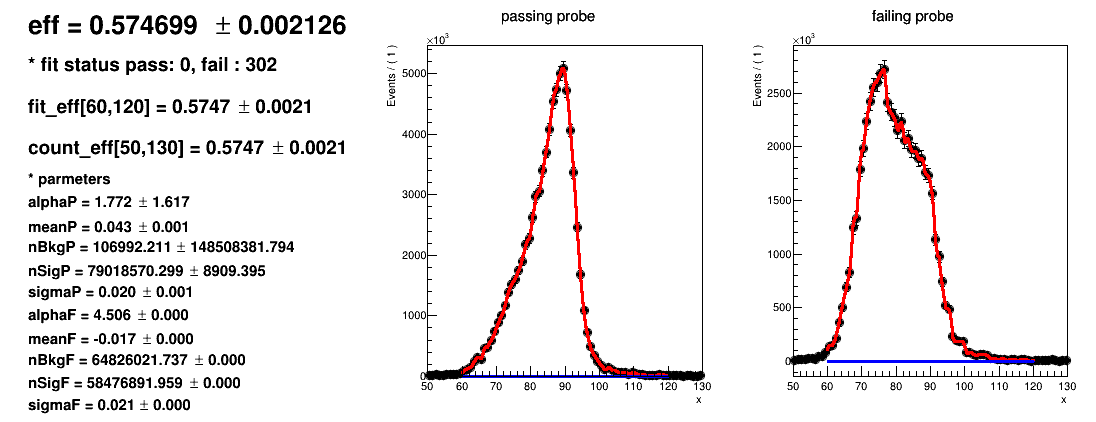 eff = 0.574699 ± 0.002126
* fit status pass: 0, fail : 302
fit_eff[60,120] = 0.5747 ± 0.0021
count_eff[50,130] = 0.5747 ± 0.0021
* parmeters
alphaP = 1.772 ± 1.617
meanP = 0.043 ± 0.001
nBkgP = 106992.211 ± 148508381.794
nSigP = 79018570.299 ± 8909.395
sigmaP = 0.020 ± 0.001
alphaF = 4.506 ± 0.000
meanF = -0.017 ± 0.000
nBkgF = 64826021.737 ± 0.000
nSigF = 58476891.959 ± 0.000
sigmaF = 0.021 ± 0.000
passing probe
×10³
Events / ( 1 )
5000
4000
3000
2000
1000
0
50 60 70 80 90 100 110 120 130
x
failing probe
×10³
Events / ( 1 )
2500
2000
1500
1000
500
0
50 60 70 80 90 100 110 120 130
x